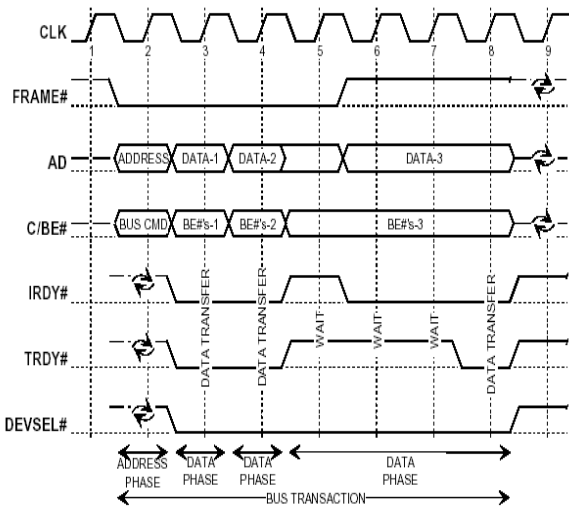 CLK
1 2 3 4 5 6 7 8 9
FRAME#
AD
ADDRESS DATA-1 DATA-2 DATA-3
C/BE#
BUS CMD BE#'s-1 BE#'s-2 BE#'s-3
IRDY#
DATA TRANSFER
DATA TRANSFER
WAIT
WAIT
WAIT
DATA TRANSFER
TRDY#
DEVSEL#
ADDRESS DATA DATA DATA
PHASE PHASE PHASE PHASE
BUS TRANSACTION